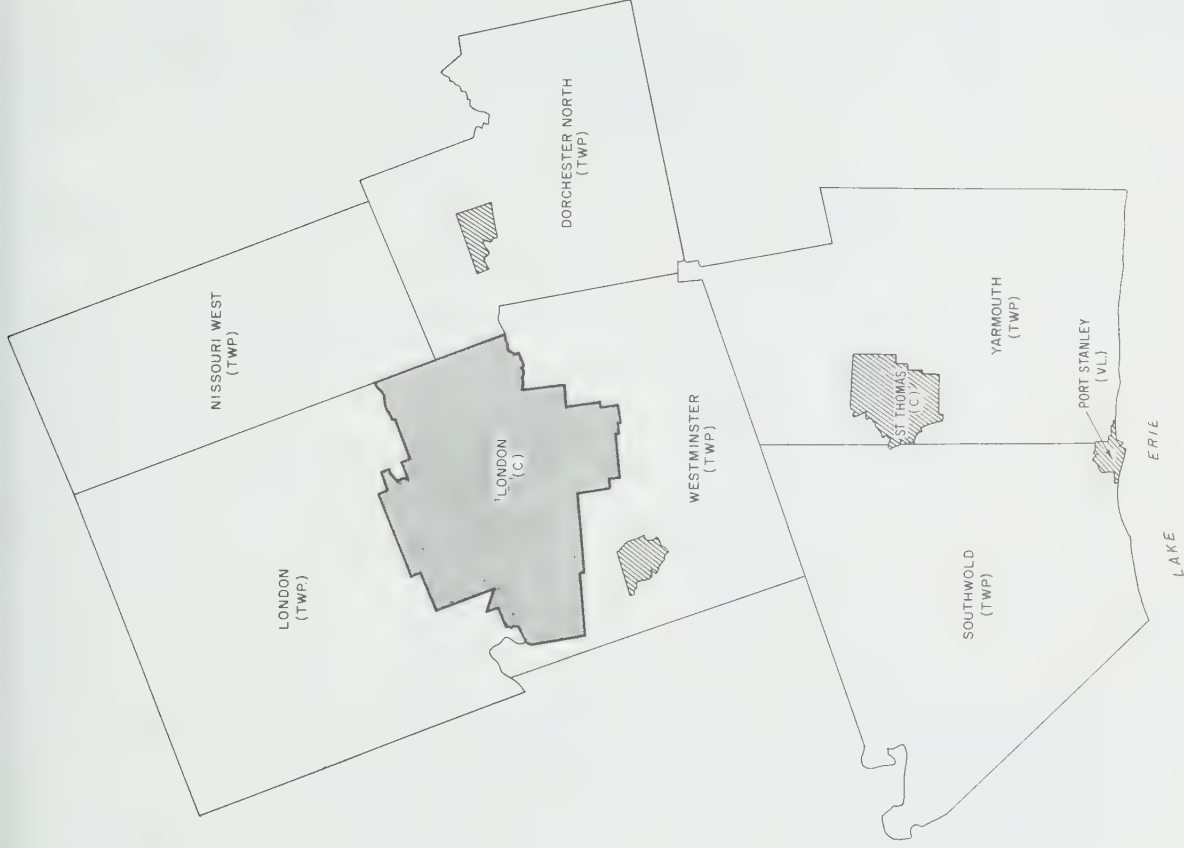 NISSOURI WEST
(TWP)
DORCHESTER NORTH
(TWP)
LONDON
(TWP.)
'LONDON
'(C)
WESTMINSTER
(TWP)
ST THOMAS
(C)
YARMOUTH
(TWP)
PORT STANLEY
(VL.)
SOUTHWOLD
(TWP)
LAKE ERIE